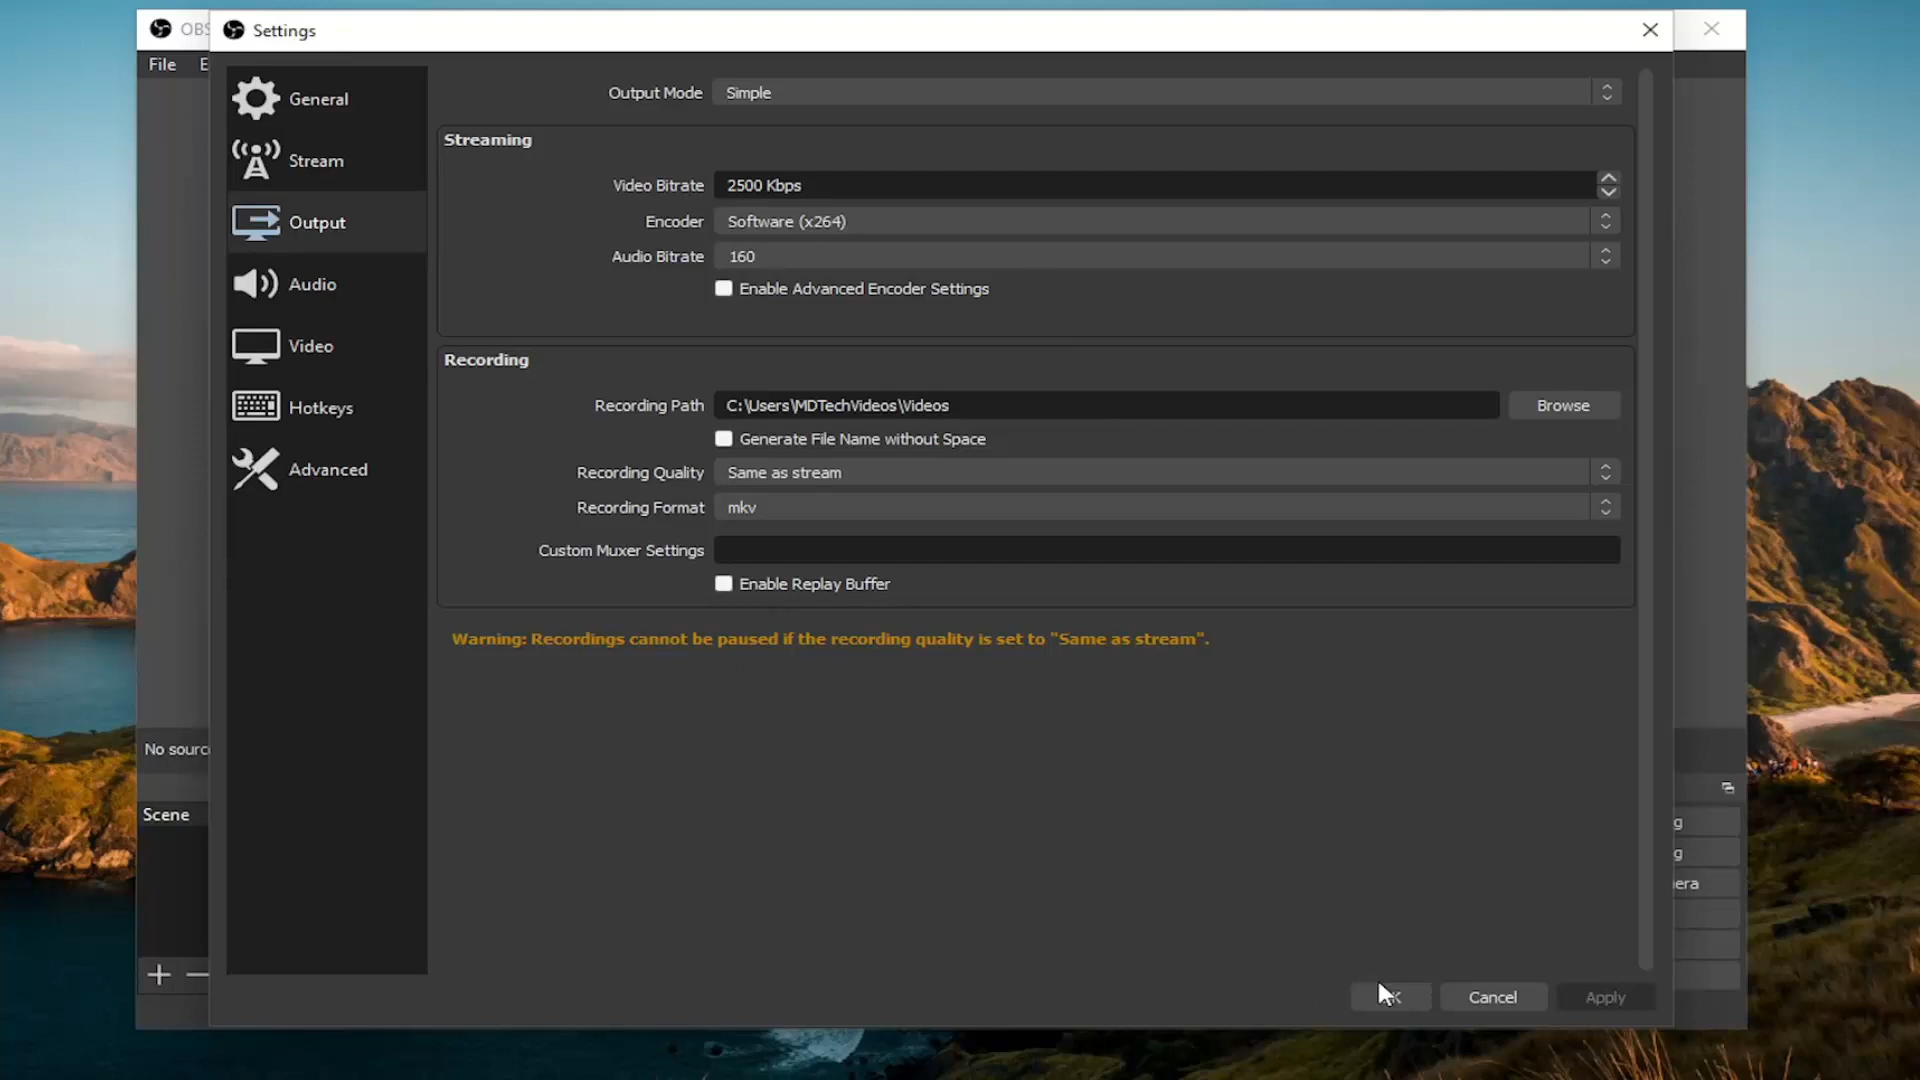 OBS
Settings
File
E
General
Stream
Output
Audio
Video
Hotkeys
Advanced
Output Mode
Simple
Streaming
Video Bitrate
2500 Kbps
Encoder
Software (x264)
Audio Bitrate
160
Enable Advanced Encoder Settings
Recording
Recording Path
C:\Users\MDTechVideos\Videos
Browse
Generate File Name without Space
Recording Quality
Same as stream
Recording Format
mkv
Custom Muxer Settings
Enable Replay Buffer
Warning: Recordings cannot be paused if the recording quality is set to "Same as stream".
No sourc
Scene
g
g
era
Cancel
Apply